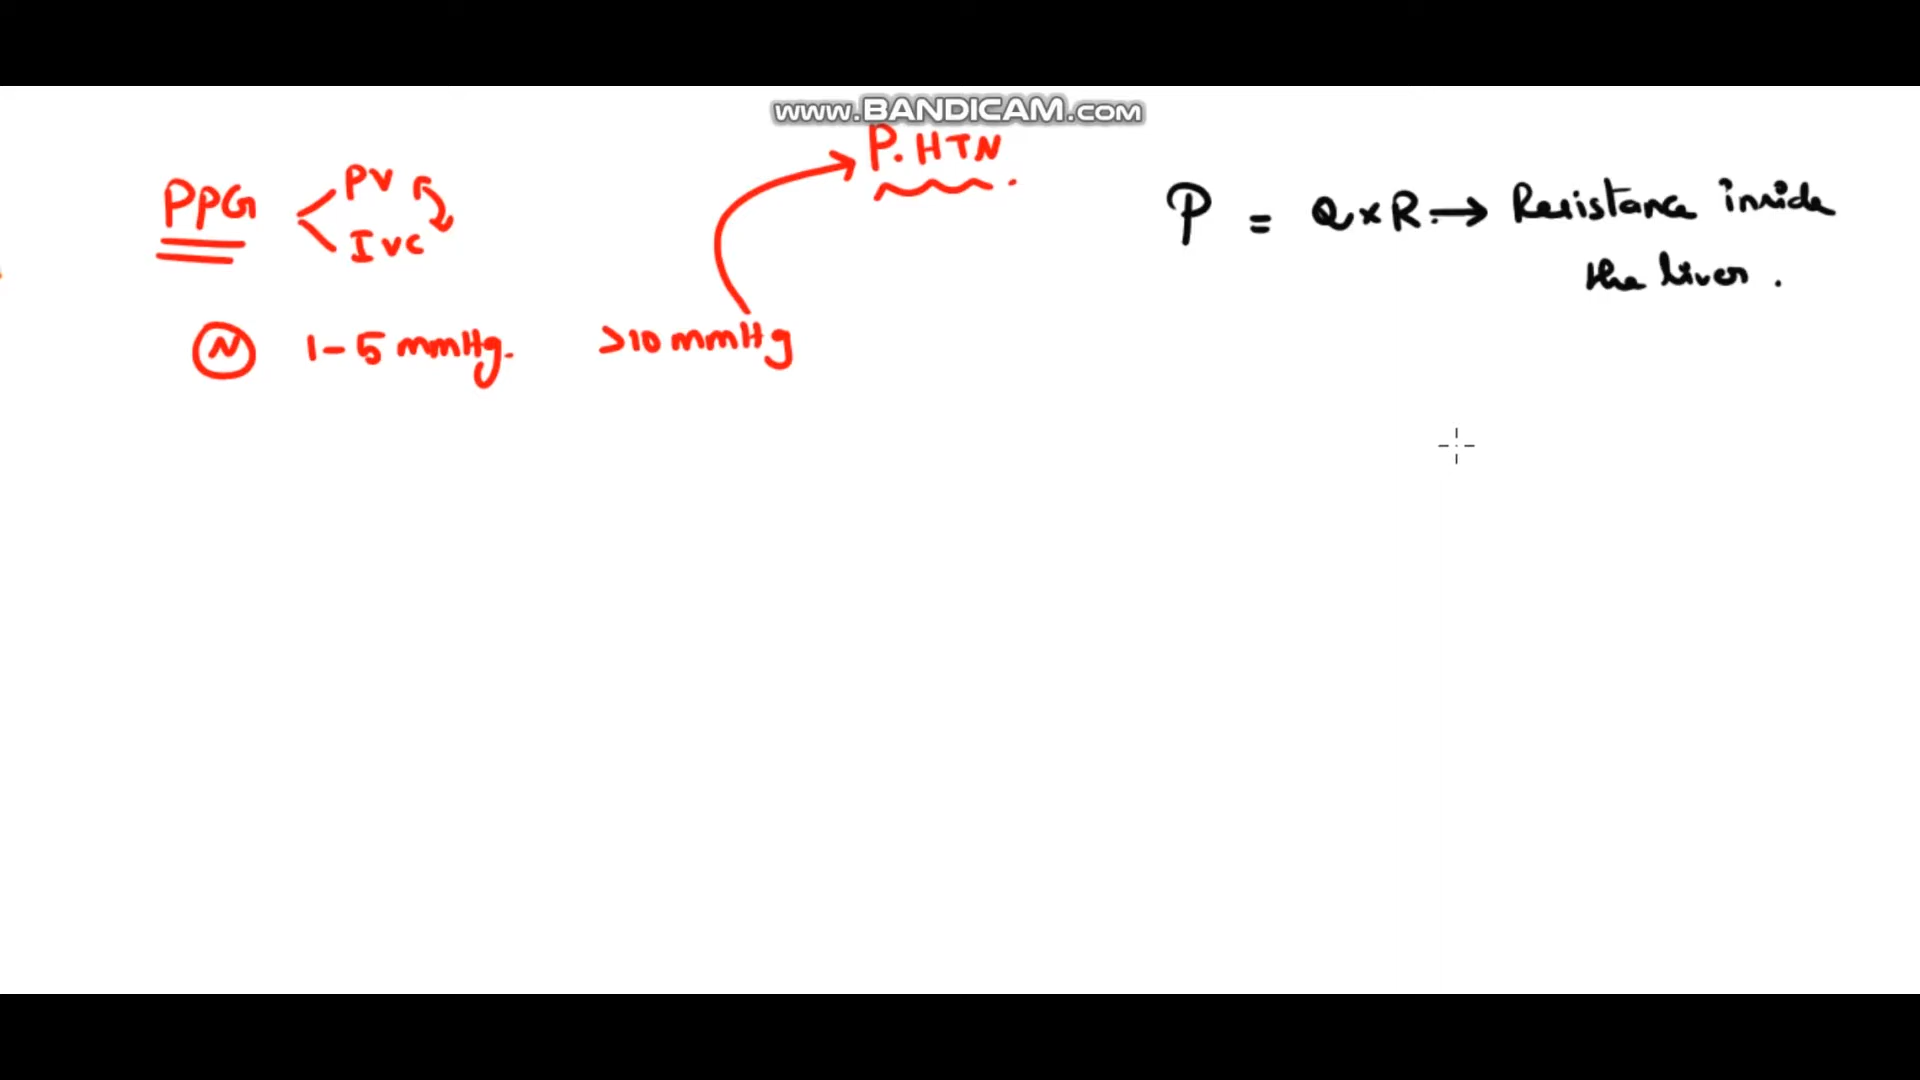 www.BANDICAM.com
P.HTN.
PPG
PV
IVC
N 1-5 mmHg. >10 mmHg
P = Q×R. → Resistance inside
the liver.